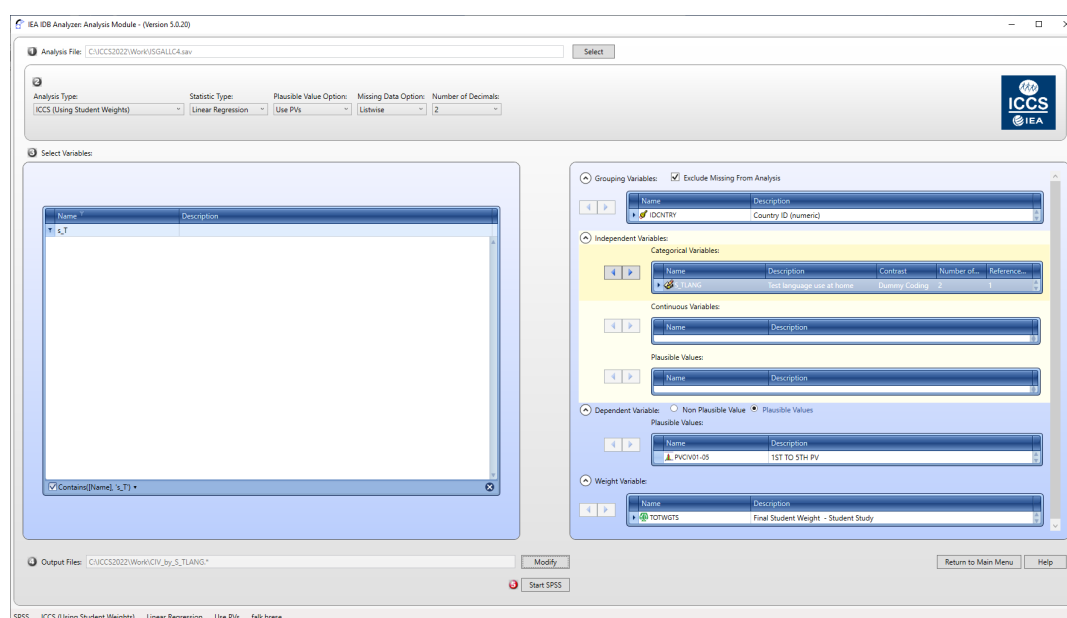 IEA IDB Analyzer: Analysis Module - (Version 5.0.20)
1 Analysis File: C:\ICCS2022\Work\ISGALLC4.sav Select
2
Analysis Type: Statistic Type: Plausible Value Option: Missing Data Option: Number of Decimals:
ICCS (Using Student Weights) Linear Regression Use PVs Listwise 2
ICCS
IEA
3 Select Variables:
Name Description
s_T
Contains([Name], 's_T')
Grouping Variables: Exclude Missing From Analysis
Name Description
IDCNTRY Country ID (numeric)
Independent Variables:
Categorical Variables:
Name Description Contrast Number of... Reference...
S_TLANG Test language use at home Dummy Coding 2 1
Continuous Variables:
Name Description
Plausible Values:
Name Description
Dependent Variable: Non Plausible Value Plausible Values
Plausible Values:
Name Description
PVCIV01-05 1ST TO 5TH PV
Weight Variable:
Name Description
TOTWGTS Final Student Weight - Student Study
4 Output Files: C:\ICCS2022\Work\CIV_by_S_TLANG.* Modify Return to Main Menu Help
5 Start SPSS
SPSS ICCS (Using Student Weights) Linear Regression Use PVs falk brese